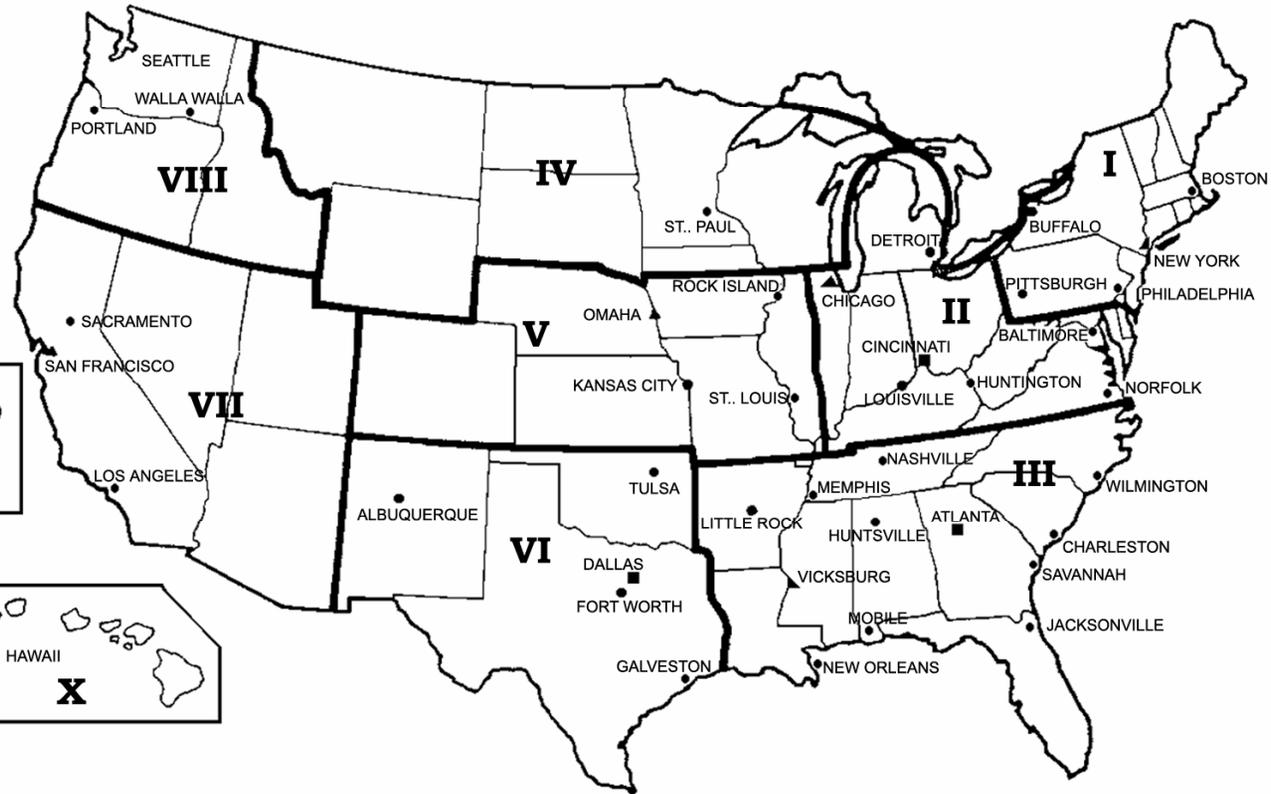 SEATTLE
WALLA WALLA
PORTLAND
VIII
IV
I
BOSTON
ST.. PAUL
DETROIT
BUFFALO
NEW YORK
ROCK ISLAND
CHICAGO
PITTSBURGH
PHILADELPHIA
SACRAMENTO
OMAHA
V
II
BALTIMORE
CINCINNATI
SAN FRANCISCO
KANSAS CITY
ST.. LOUIS
LOUISVILLE
HUNTINGTON
NORFOLK
VII
LOS ANGELES
TULSA
NASHVILLE
III
MEMPHIS
WILMINGTON
ALBUQUERQUE
LITTLE ROCK
HUNTSVILLE
ATLANTA
CHARLESTON
VI
DALLAS
VICKSBURG
SAVANNAH
FORT WORTH
MOBILE
JACKSONVILLE
HAWAII
GALVESTON
NEW ORLEANS
X